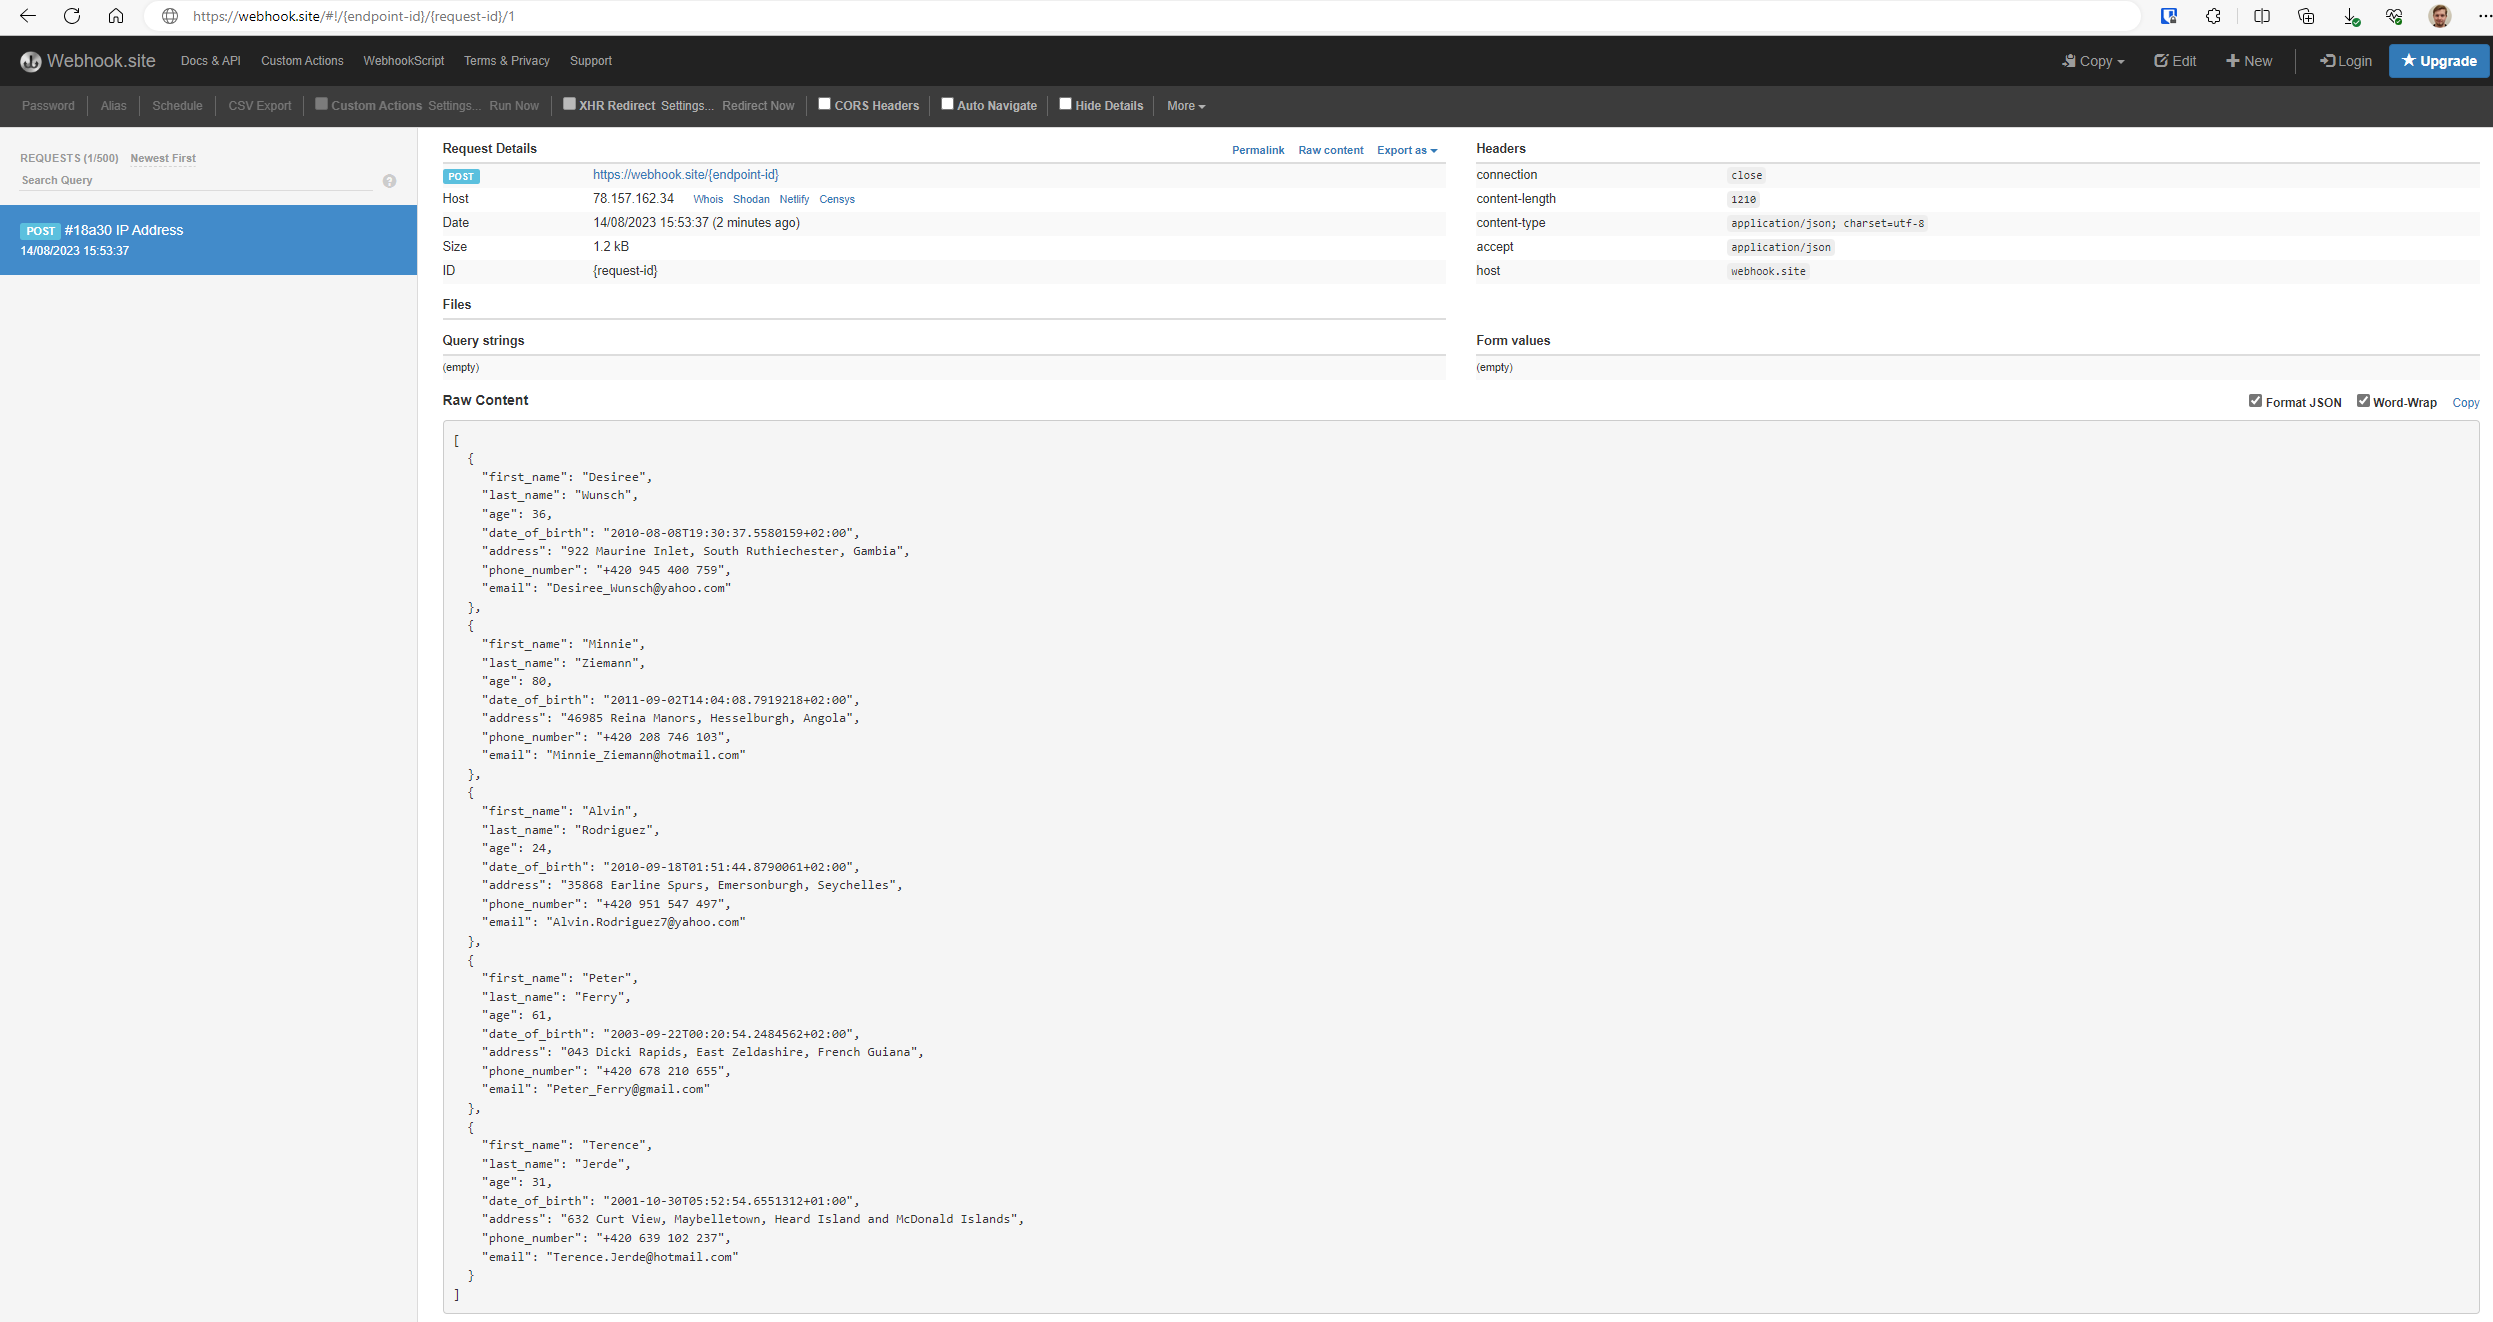 https://webhook.site/#!/{endpoint-id}/{request-id}/1
Webhook.site Docs & API Custom Actions WebhookScript Terms & Privacy Support Copy Edit New Login Upgrade
Password Alias Schedule CSV Export Custom Actions Settings... Run Now XHR Redirect Settings... Redirect Now CORS Headers Auto Navigate Hide Details More
REQUESTS (1/500) Newest First
Search Query
POST #18a30 IP Address
14/08/2023 15:53:37
Request Details Permalink Raw content Export as
POST https://webhook.site/{endpoint-id}
Host 78.157.162.34 Whois Shodan Netlify Censys
Date 14/08/2023 15:53:37 (2 minutes ago)
Size 1.2 kB
ID {request-id}
Files
Query strings
(empty)
Headers
connection close
content-length 1210
content-type application/json; charset=utf-8
accept application/json
host webhook.site
Form values
(empty)
Raw Content Format JSON Word-Wrap Copy
[
{
"first_name": "Desiree",
"last_name": "Wunsch",
"age": 36,
"date_of_birth": "2010-08-08T19:30:37.5580159+02:00",
"address": "922 Maurine Inlet, South Ruthiechester, Gambia",
"phone_number": "+420 945 400 759",
"email": "Desiree_Wunsch@yahoo.com"
},
{
"first_name": "Minnie",
"last_name": "Ziemann",
"age": 80,
"date_of_birth": "2011-09-02T14:04:08.7919218+02:00",
"address": "46985 Reina Manors, Hesselburgh, Angola",
"phone_number": "+420 208 746 103",
"email": "Minnie_Ziemann@hotmail.com"
},
{
"first_name": "Alvin",
"last_name": "Rodriguez",
"age": 24,
"date_of_birth": "2010-09-18T01:51:44.8790061+02:00",
"address": "35868 Earline Spurs, Emersonburgh, Seychelles",
"phone_number": "+420 951 547 497",
"email": "Alvin.Rodriguez7@yahoo.com"
},
{
"first_name": "Peter",
"last_name": "Ferry",
"age": 61,
"date_of_birth": "2003-09-22T00:20:54.2484562+02:00",
"address": "043 Dicki Rapids, East Zeldashire, French Guiana",
"phone_number": "+420 678 210 655",
"email": "Peter_Ferry@gmail.com"
},
{
"first_name": "Terence",
"last_name": "Jerde",
"age": 31,
"date_of_birth": "2001-10-30T05:52:54.6551312+01:00",
"address": "632 Curt View, Maybelletown, Heard Island and McDonald Islands",
"phone_number": "+420 639 102 237",
"email": "Terence.Jerde@hotmail.com"
}
]